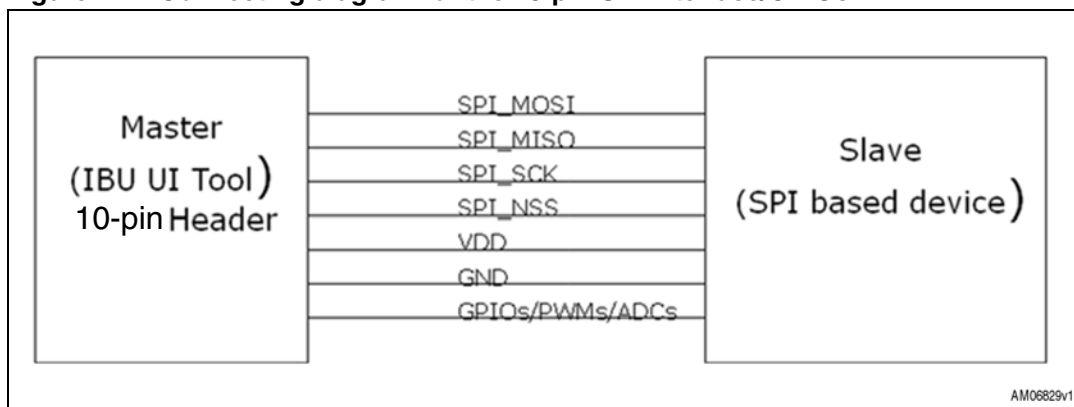 Master
(IBU UI Tool)
10-pin Header
SPI_MOSI
SPI_MISO
SPI_SCK
SPI_NSS
VDD
GND
GPIOs/PWMs/ADCs
Slave
(SPI based device)
AM06829v1